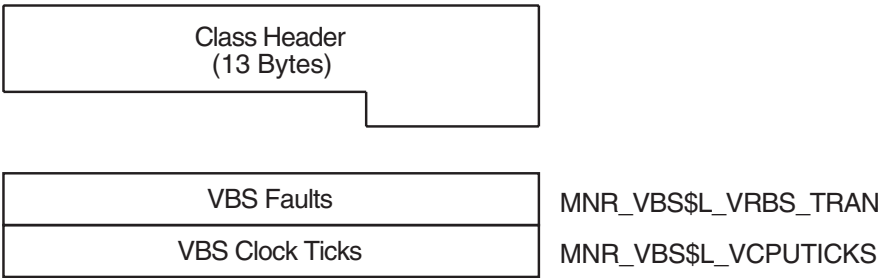 Class Header
(13 Bytes)
VBS Faults MNR_VBS$L_VRBS_TRAN
VBS Clock Ticks MNR_VBS$L_VCPUTICKS